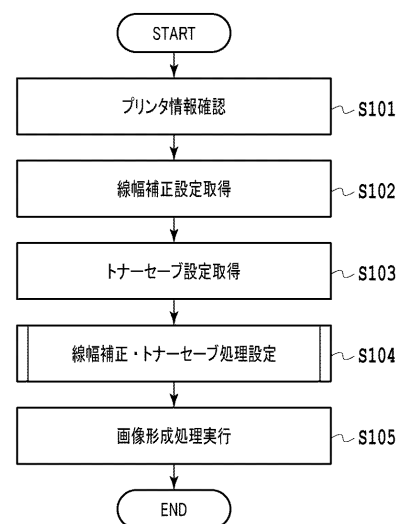 START
プリンタ情報確認
S101
線幅補正設定取得
S102
トナーセーブ設定取得
S103
線幅補正・トナーセーブ処理設定
S104
画像形成処理実行
S105
END